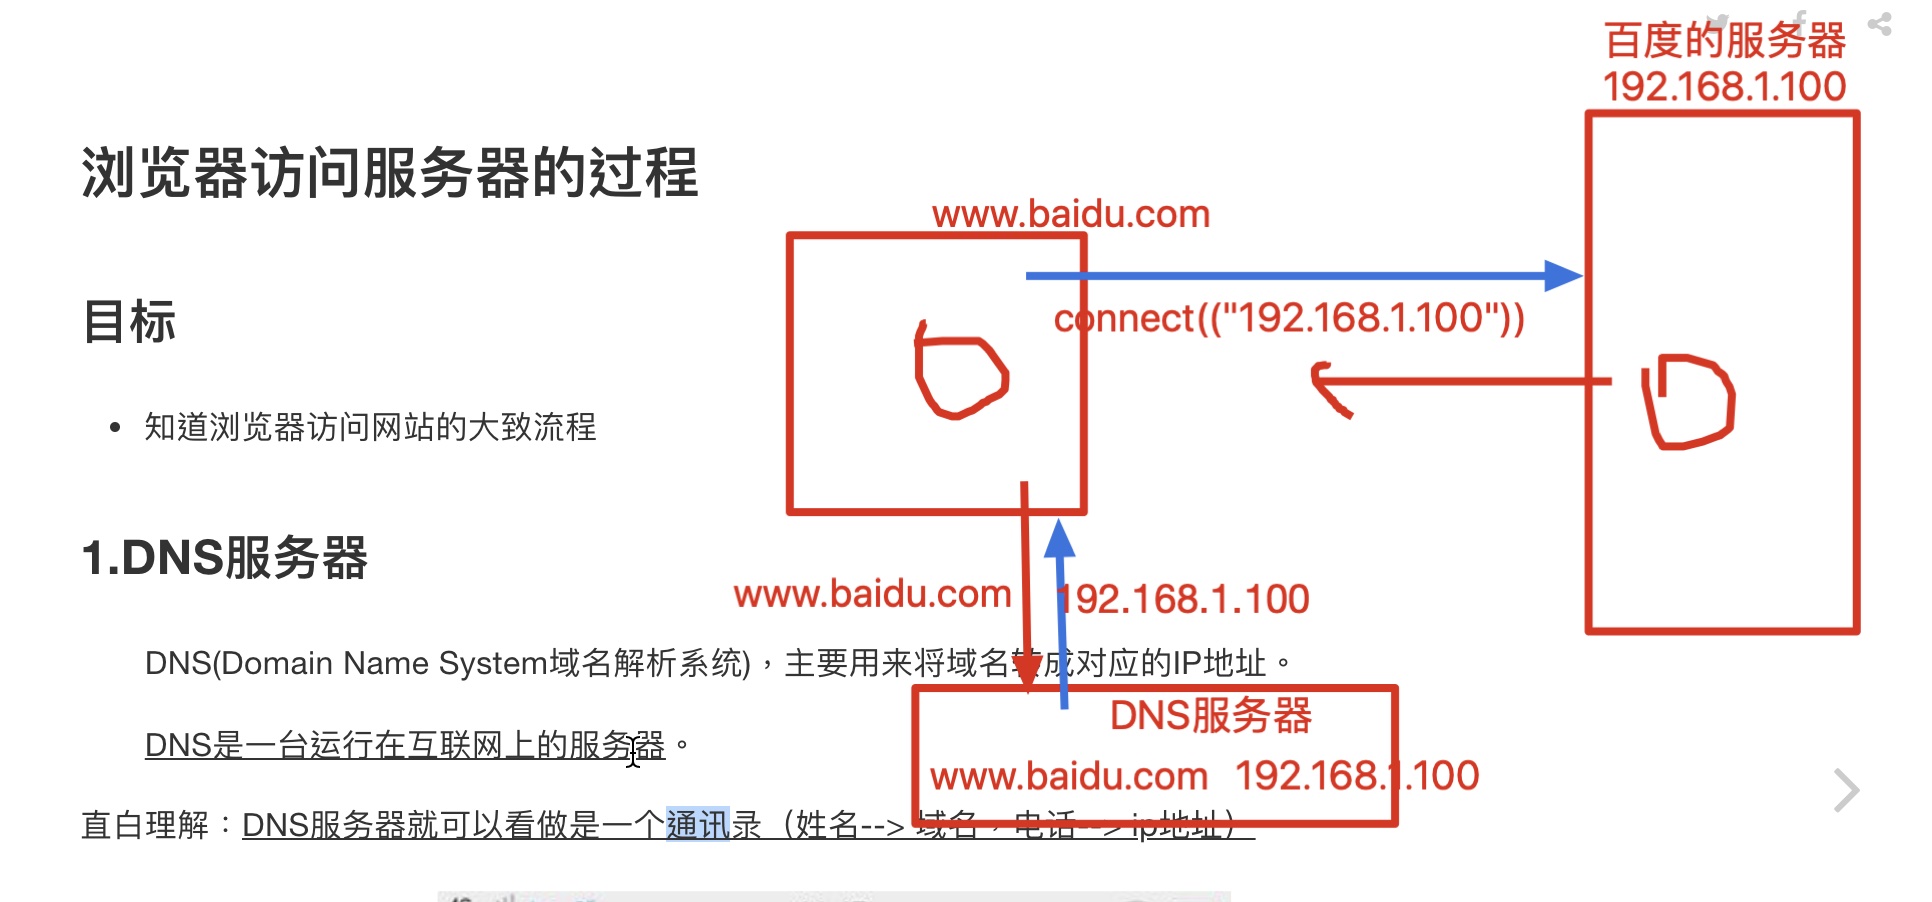 百度的服务器
192.168.1.100
浏览器访问服务器的过程
www.baidu.com
connect(("192.168.1.100"))
目标
知道浏览器访问网站的大致流程
1.DNS服务器
www.baidu.com
192.168.1.100
DNS(Domain Name System域名解析系统)，主要用来将域名转成对应的IP地址。
DNS服务器
DNS是一台运行在互联网上的服务器。
www.baidu.com 192.168.1.100
直白理解：DNS服务器就可以看做是一个通讯录（姓名--> 域名，电话--> ip地址）